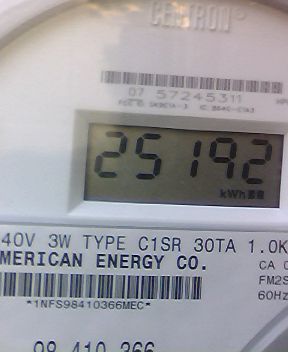 CENTRON®
07 57245311
25192
kWh
40V 3W TYPE C1SR 30TA 1.0K
MERICAN ENERGY CO.
CA 0
FM2S
60Hz
*1NFS98410366MEC*
98 410 366